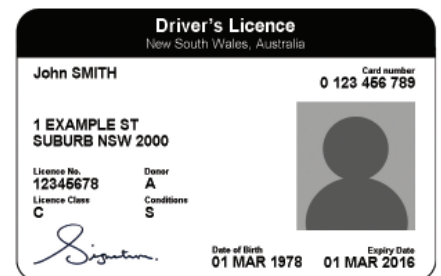 Driver's Licence
New South Wales, Australia
John SMITH
Card number
0 123 456 789
1 EXAMPLE ST
SUBURB NSW 2000
Licence No. Donor
12345678 A
Licence Class Conditions
C S
Signature.
Date of Birth Expiry Date
01 MAR 1978 01 MAR 2016